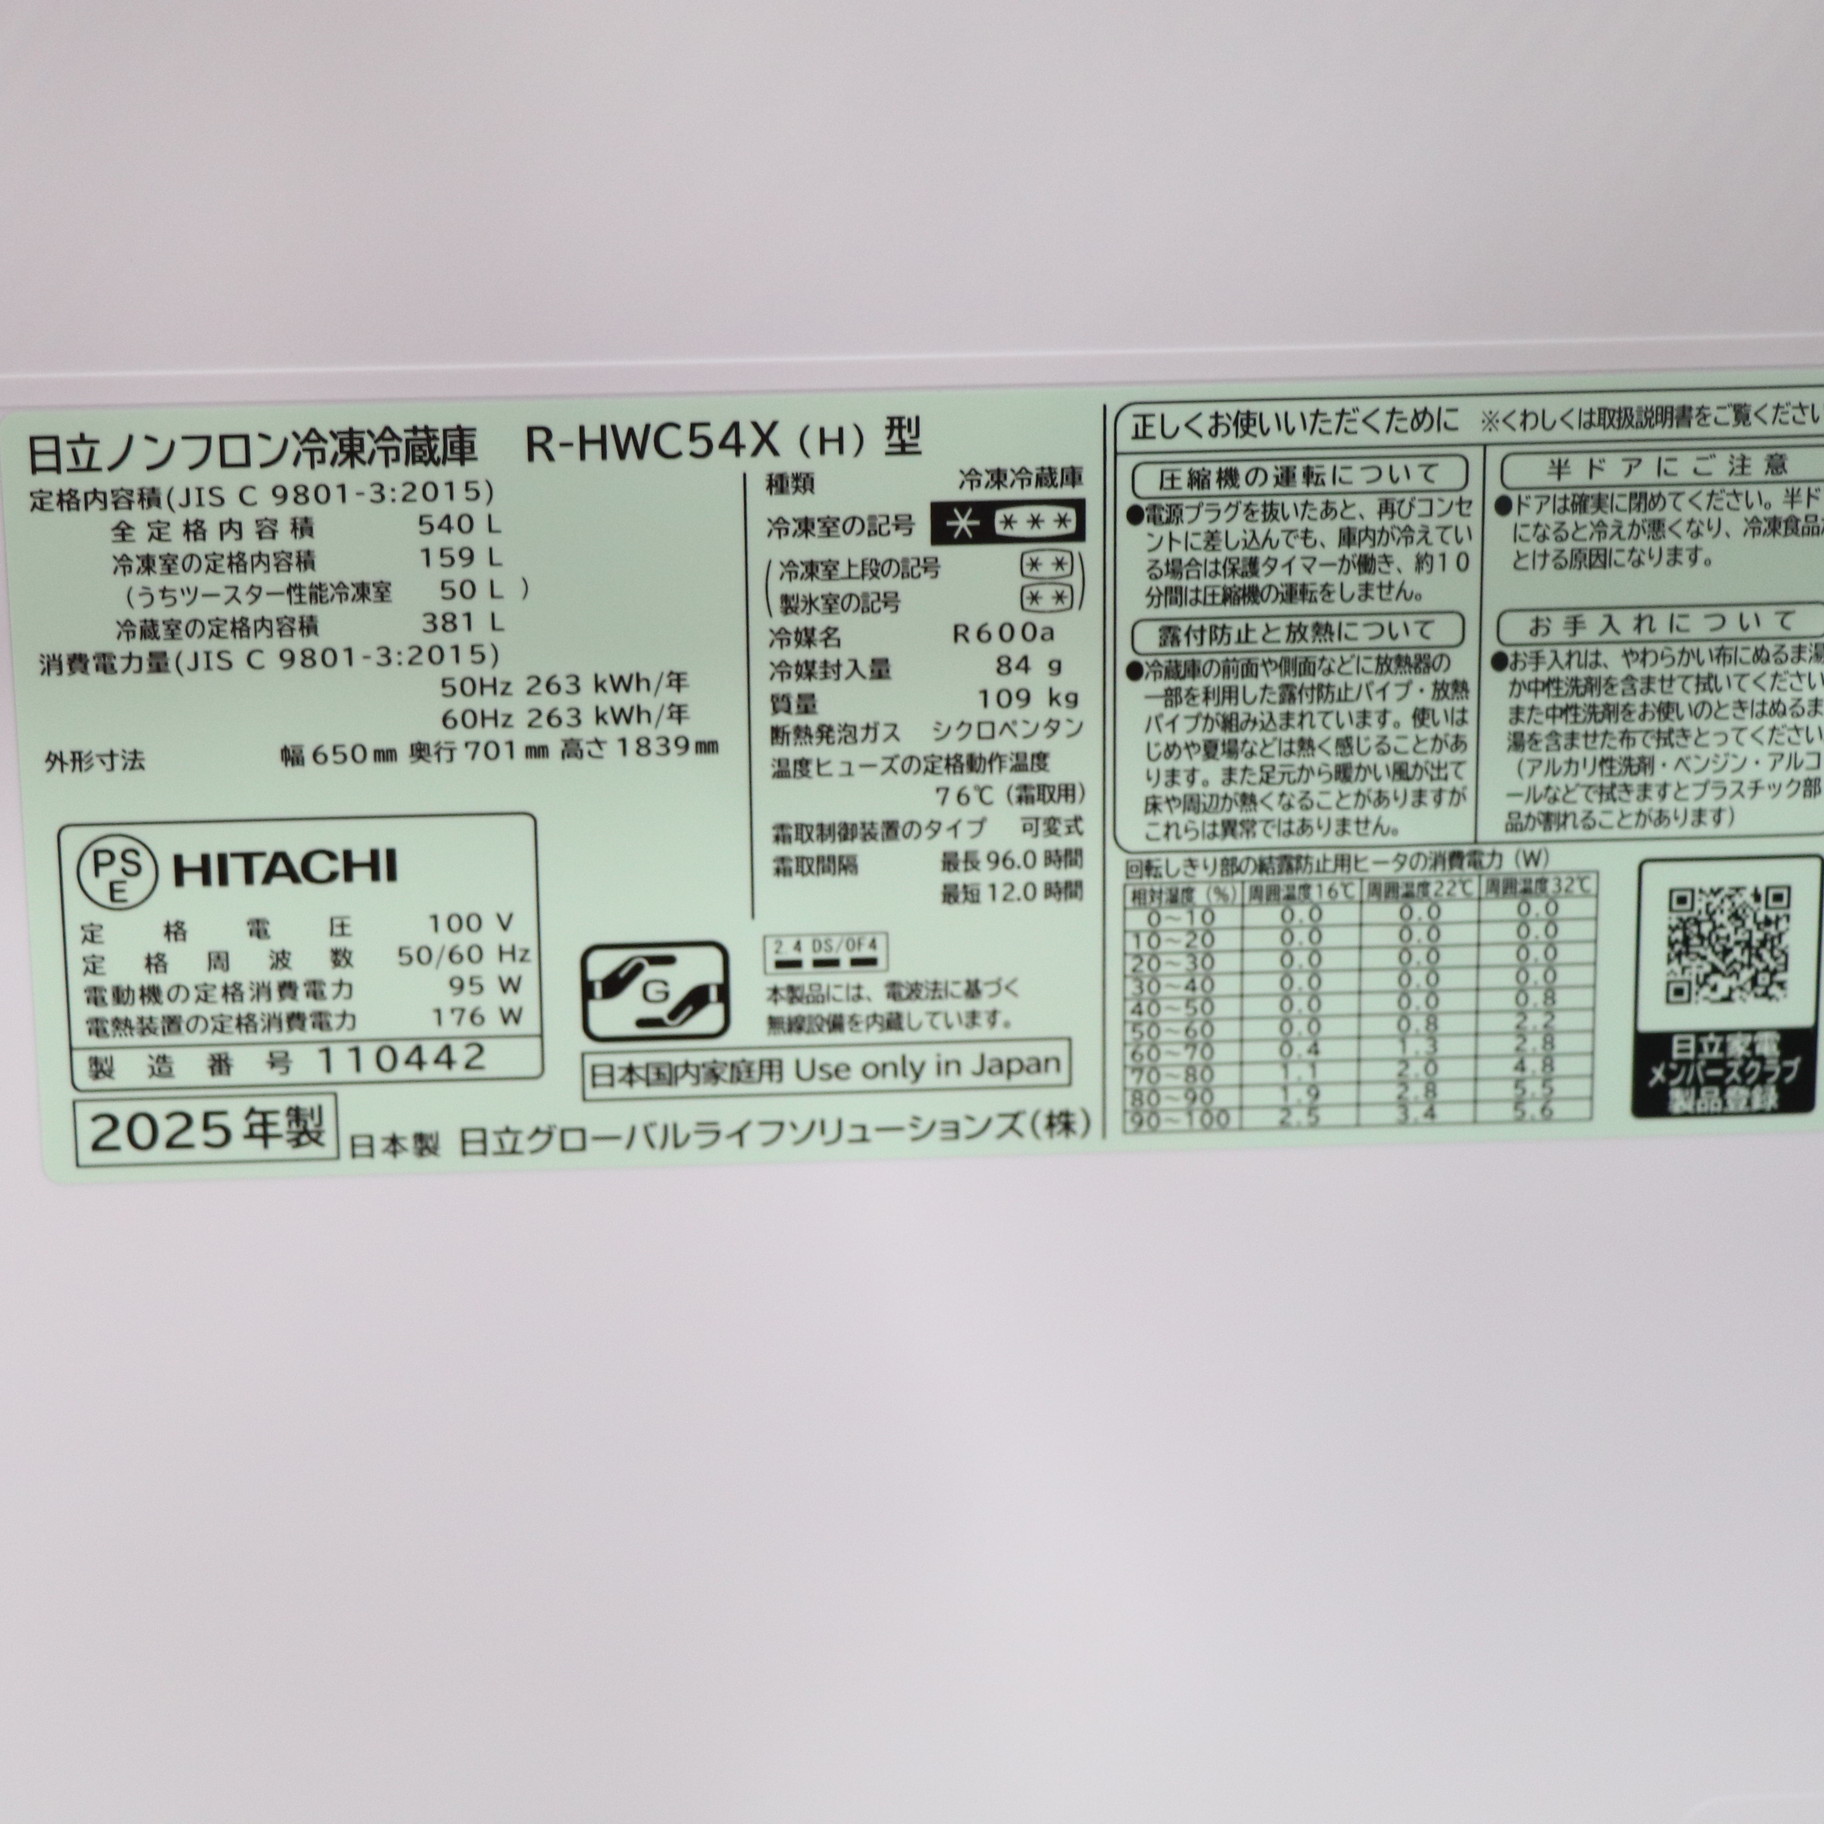 日立ノンフロン冷凍冷蔵庫 R-HWC54X (H) 型
定格内容積(JIS C 9801-3:2015)
全定格内容積 540 L
冷凍室の定格内容積 159 L
(うちツースター性能冷凍室 50 L )
冷蔵室の定格内容積 381 L
消費電力量(JIS C 9801-3:2015)
50Hz 263 kWh/年
60Hz 263 kWh/年
外形寸法 幅 650 mm 奥行 701 mm 高さ 1839 mm
PS
E
HITACHI
定格電圧 100 V
定格周波数 50/60 Hz
電動機の定格消費電力 95 W
電熱装置の定格消費電力 176 W
製造番号 110442
2025 年製
日本製 日立グローバルライフソリューションズ(株)
種類 冷凍冷蔵庫
冷凍室の記号 * ***
(冷凍室上段の記号 **
製氷室の記号 **)
冷媒名 R600a
冷媒封入量 84 g
質量 109 kg
断熱発泡ガス シクロペンタン
温度ヒューズの定格動作温度
76℃ (霜取用)
霜取制御装置のタイプ 可変式
霜取間隔 最長 96.0 時間
最短 12.0 時間
G
2.4 DS/OF4
本製品には、電波法に基づく
無線設備を内蔵しています。
日本国内家庭用 Use only in Japan
正しくお使いいただくために ※くわしくは取扱説明書をご覧ください
圧縮機の運転について
●電源プラグを抜いたあと、再びコンセ
ントに差し込んでも、庫内が冷えてい
る場合は保護タイマーが働き、約10
分間は圧縮機の運転をしません。
露付防止と放熱について
●冷蔵庫の前面や側面などに放熱器の
一部を利用した露付防止パイプ・放熱
パイプが組み込まれています。使いは
じめや夏場などは熱く感じることがあ
ります。また足元から暖かい風が出て
床や周辺が熱くなることがありますが
これらは異常ではありません。
半ドアにご注意
●ドアは確実に閉めてください。半ド
になると冷えが悪くなり、冷凍食品が
とける原因になります。
お手入れについて
●お手入れは、やわらかい布にぬるま湯
か中性洗剤を含ませて拭いてください
また中性洗剤をお使いのときはぬるま
湯を含ませた布で拭きとってください
(アルカリ性洗剤・ベンジン・アルコ
ールなどで拭きますとプラスチック部
品が割れることがあります)
回転しきり部の結露防止用ヒータの消費電力 (W)
相対湿度 (%) 周囲温度16℃ 周囲温度22℃ 周囲温度32℃
0~10 0.0 0.0 0.0
10~20 0.0 0.0 0.0
20~30 0.0 0.0 0.0
30~40 0.0 0.0 0.0
40~50 0.0 0.0 0.8
50~60 0.0 0.8 2.2
60~70 0.4 1.3 2.8
70~80 1.1 2.0 4.8
80~90 1.9 2.8 5.5
90~100 2.5 3.4 5.6
日立家電
メンバーズクラブ
製品登録